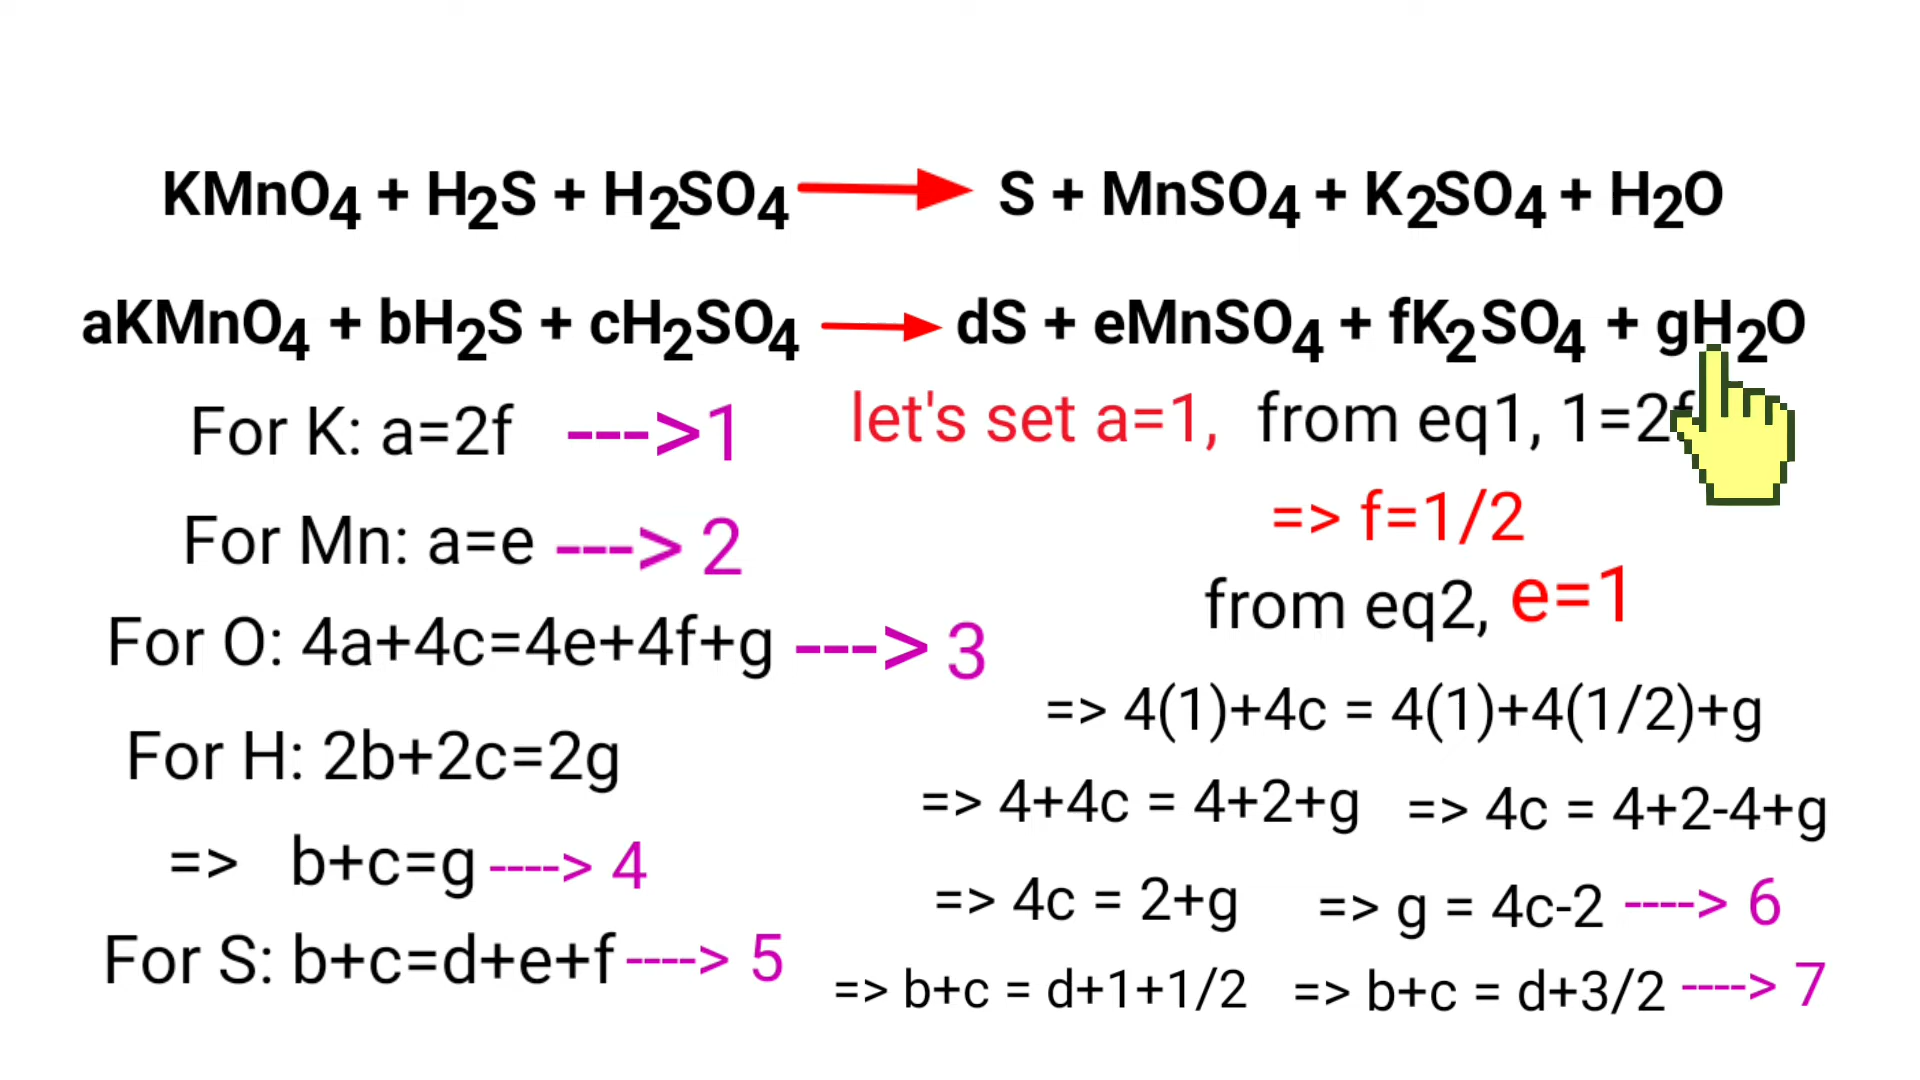 KMnO4 + H2S + H2SO4 → S + MnSO4 + K2SO4 + H2O
aKMnO4 + bH2S + cH2SO4 → dS + eMnSO4 + fK2SO4 + gH2O
For K: a=2f --->1
For Mn: a=e ---> 2
For O: 4a+4c=4e+4f+g ---> 3
For H: 2b+2c=2g
=> b+c=g ----> 4
For S: b+c=d+e+f ----> 5
let's set a=1, from eq1, 1=2f
=> f=1/2
from eq2, e=1
=> 4(1)+4c = 4(1)+4(1/2)+g
=> 4+4c = 4+2+g => 4c = 4+2-4+g
=> 4c = 2+g => g = 4c-2 ----> 6
=> b+c = d+1+1/2 => b+c = d+3/2 ----> 7